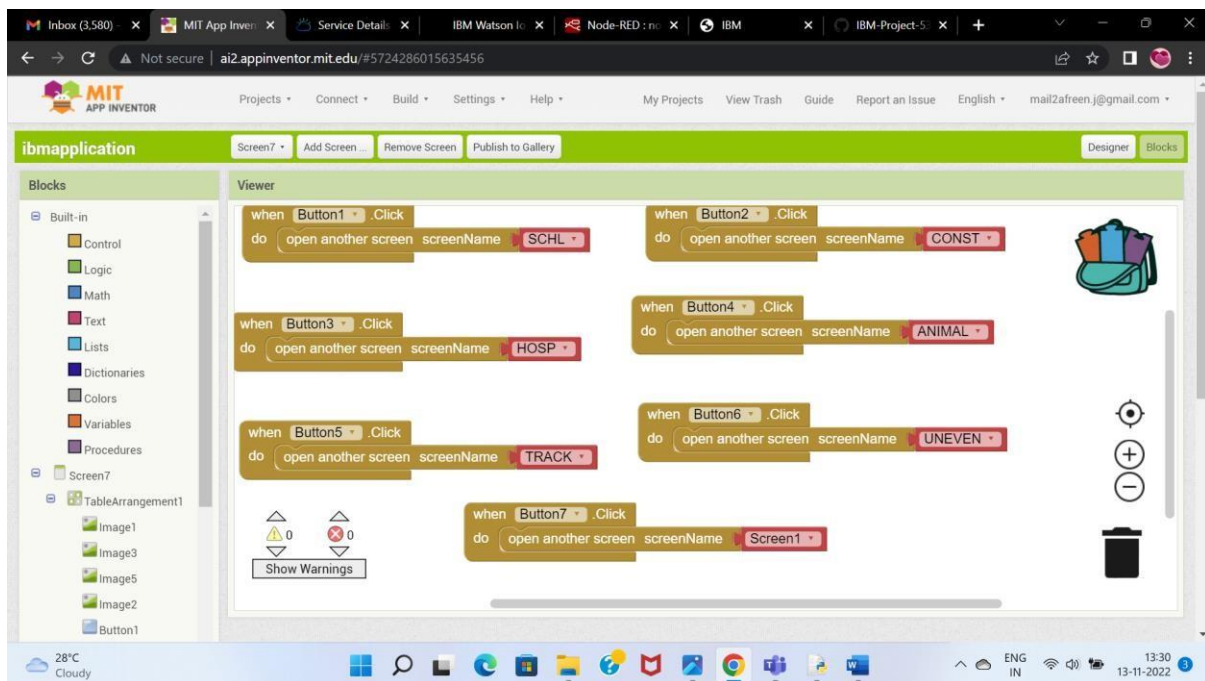 Inbox (3,580) -
MIT App Inven
Service Details
IBM Watson Io
Node-RED : no
IBM
IBM-Project-5
Not secure | ai2.appinventor.mit.edu/#5724286015635456
MIT
APP INVENTOR
Projects Connect Build Settings Help My Projects View Trash Guide Report an Issue English mail2afreen.j@gmail.com
ibmapplication
Screen7 Add Screen ... Remove Screen Publish to Gallery Designer Blocks
Blocks
Viewer
Built-in
Control
Logic
Math
Text
Lists
Dictionaries
Colors
Variables
Procedures
Screen7
TableArrangement1
Image1
Image3
Image5
Image2
Button1
when Button1 .Click
do open another screen screenName SCHL
when Button2 .Click
do open another screen screenName CONST
when Button3 .Click
do open another screen screenName HOSP
when Button4 .Click
do open another screen screenName ANIMAL
when Button5 .Click
do open another screen screenName TRACK
when Button6 .Click
do open another screen screenName UNEVEN
when Button7 .Click
do open another screen screenName Screen1
0 0
Show Warnings
28°C
Cloudy
ENG
IN
13:30
13-11-2022
3